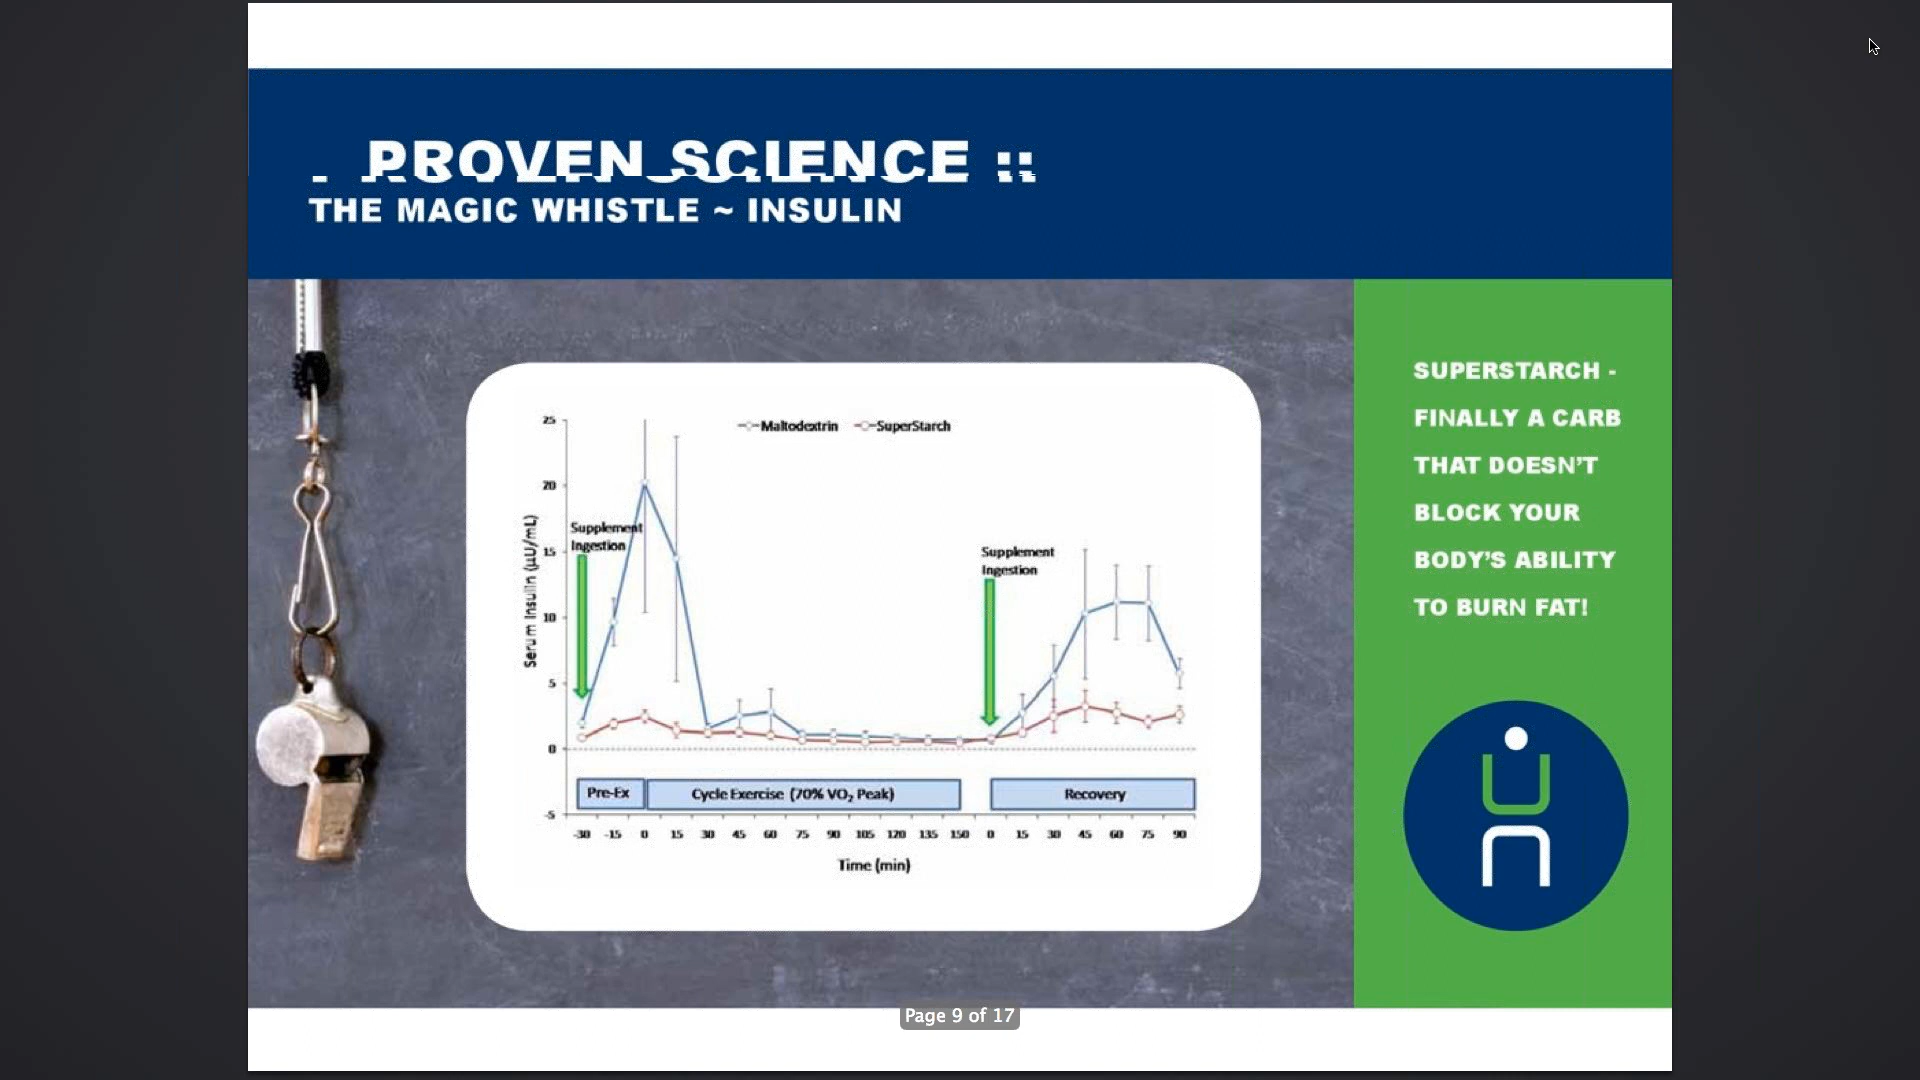 PROVEN SCIENCE ::
THE MAGIC WHISTLE ~ INSULIN
25
20
15
10
5
0
-5
Serum Insulin (µU/mL)
Maltodextrin SuperStarch
Supplement
Ingestion
Supplement
Ingestion
Pre-Ex Cycle Exercise (70% VO₂ Peak) Recovery
-30 -15 0 15 30 45 60 75 90 105 120 135 150 0 15 30 45 60 75 90
Time (min)
SUPERSTARCH -
FINALLY A CARB
THAT DOESN'T
BLOCK YOUR
BODY'S ABILITY
TO BURN FAT!
Page 9 of 17